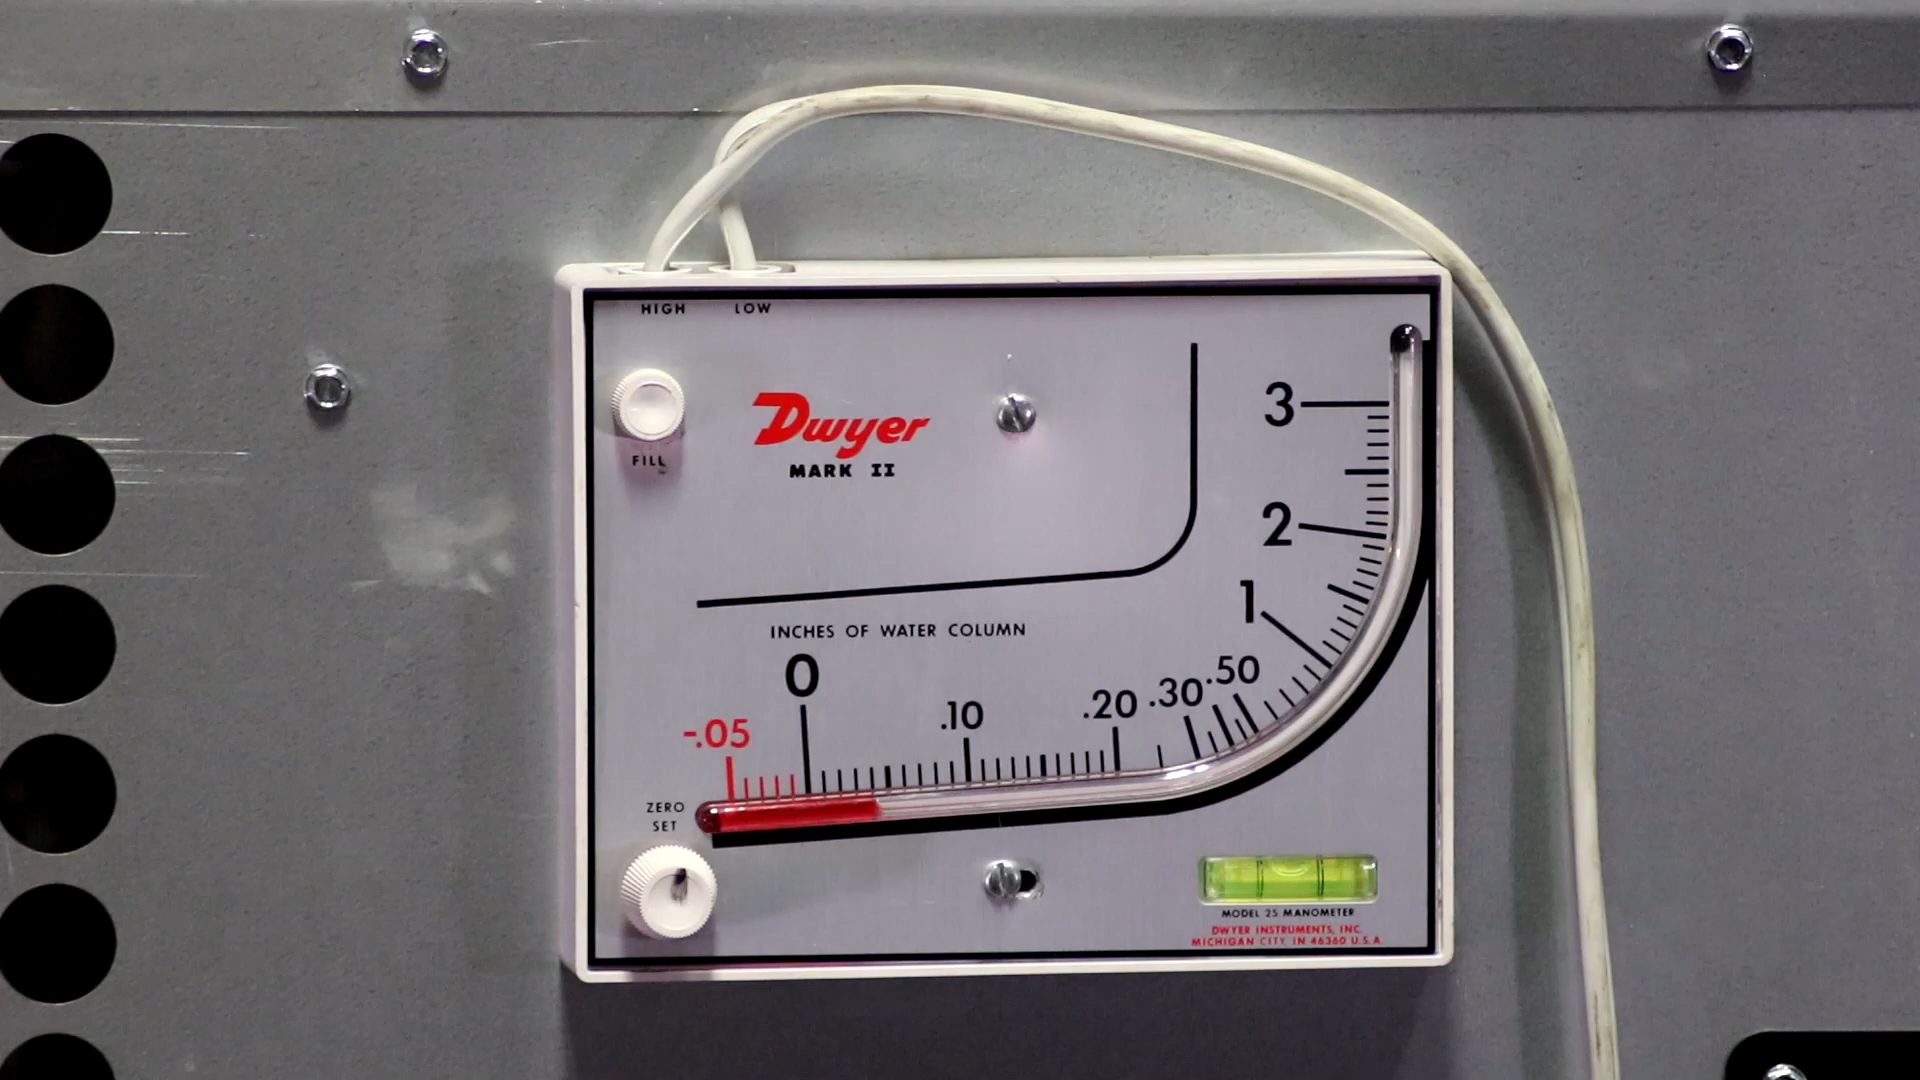 HIGH LOW
FILL
Dwyer
MARK II
3
2
1
INCHES OF WATER COLUMN
0
-.05 .10 .20 .30 .50
ZERO
SET
MODEL 25 MANOMETER
DWYER INSTRUMENTS, INC.
MICHIGAN CITY, IN 46360 U.S.A.